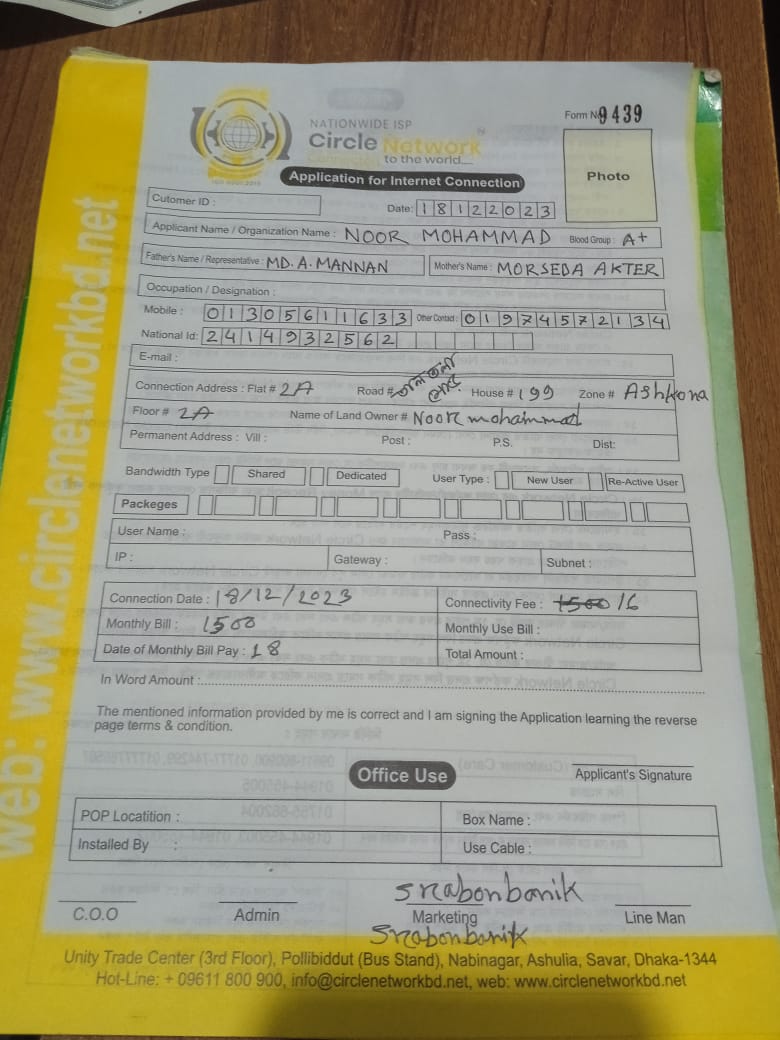 Form No 9439
NATIONWIDE ISP
Circle Network
Connected to the world....
Application for Internet Connection
Photo
Cutomer ID :
Date: 18122023
Applicant Name / Organization Name : NOOR MOHAMMAD Blood Group : A+
Father's Name / Representative : MD. A. MANNAN Mother's Name : MORSEDA AKTER
Occupation / Designation :
Mobile : 01305611633 Other Contact : 01974572134
National Id: 2414932562
E-mail :
Connection Address : Flat # 2A Road # House # 199 Zone # Ashkona
Floor # 2A Name of Land Owner # Noor mohammad
Permanent Address : Vill : Post : P.S. Dist:
Bandwidth Type Shared Dedicated User Type : New User Re-Active User
Packeges
User Name : Pass :
IP : Gateway : Subnet :
Connection Date : 18/12/2023 Connectivity Fee : 1500 16
Monthly Bill : 1500 Monthly Use Bill :
Date of Monthly Bill Pay : 18 Total Amount :
In Word Amount :
The mentioned information provided by me is correct and I am signing the Application learning the reverse
page terms & condition.
Office Use
Applicant's Signature
POP Locatition : Box Name :
Installed By : Use Cable :
Srabonbanik
C.O.O Admin Marketing Line Man
Srabonbanik
Unity Trade Center (3rd Floor), Pollibiddut (Bus Stand), Nabinagar, Ashulia, Savar, Dhaka-1344
Hot-Line: + 09611 800 900, info@circlenetworkbd.net, web: www.circlenetworkbd.net
web: www.circlenetworkbd.net